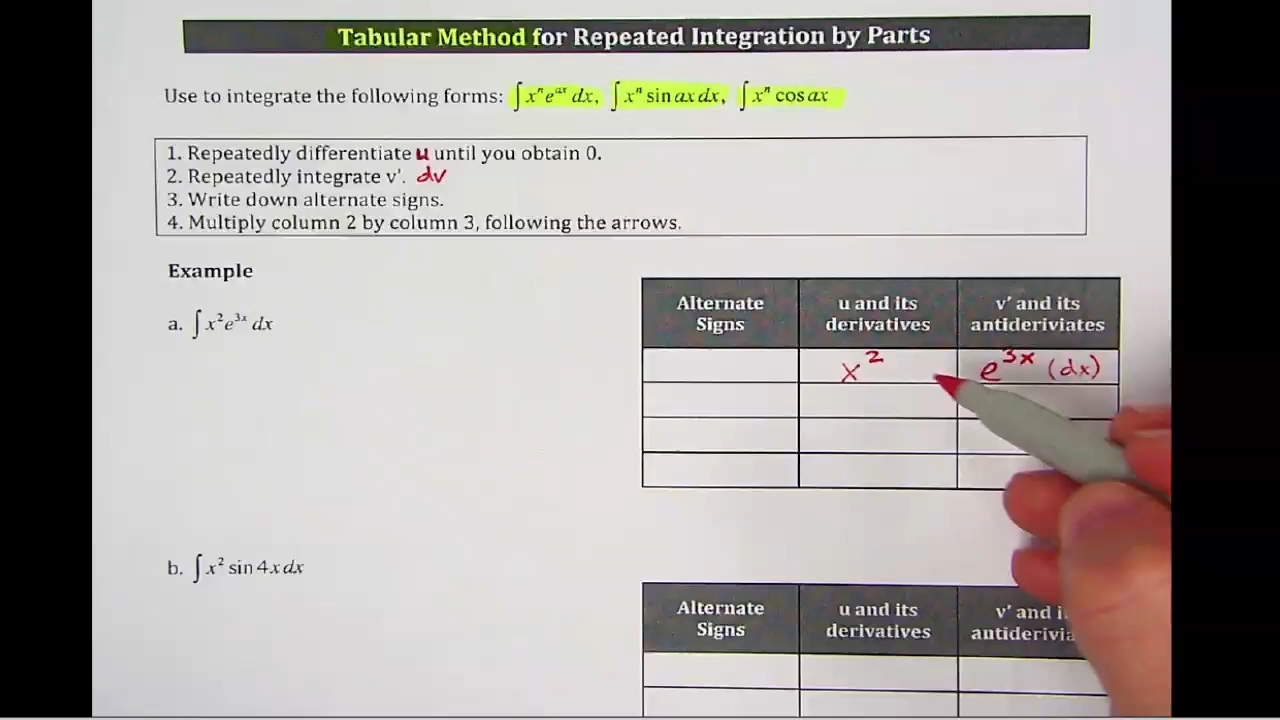 Tabular Method for Repeated Integration by Parts
Use to integrate the following forms: ∫xⁿe^{ax} dx, ∫xⁿ sin ax dx, ∫xⁿ cos ax
1. Repeatedly differentiate u until you obtain 0.
2. Repeatedly integrate v'. dv
3. Write down alternate signs.
4. Multiply column 2 by column 3, following the arrows.
Example
a. ∫x²e^{3x} dx
Alternate Signs
u and its derivatives
v' and its antideriviates
x²
e^{3x} (dx)
b. ∫x² sin 4x dx
Alternate Signs
u and its derivatives
v' and